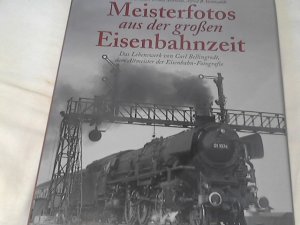 Meisterfotos
aus der großen
Eisenbahnzeit
Das Lebenswerk von Carl Bellingrodt,
dem Altmeister der Eisenbahn-Fotografie